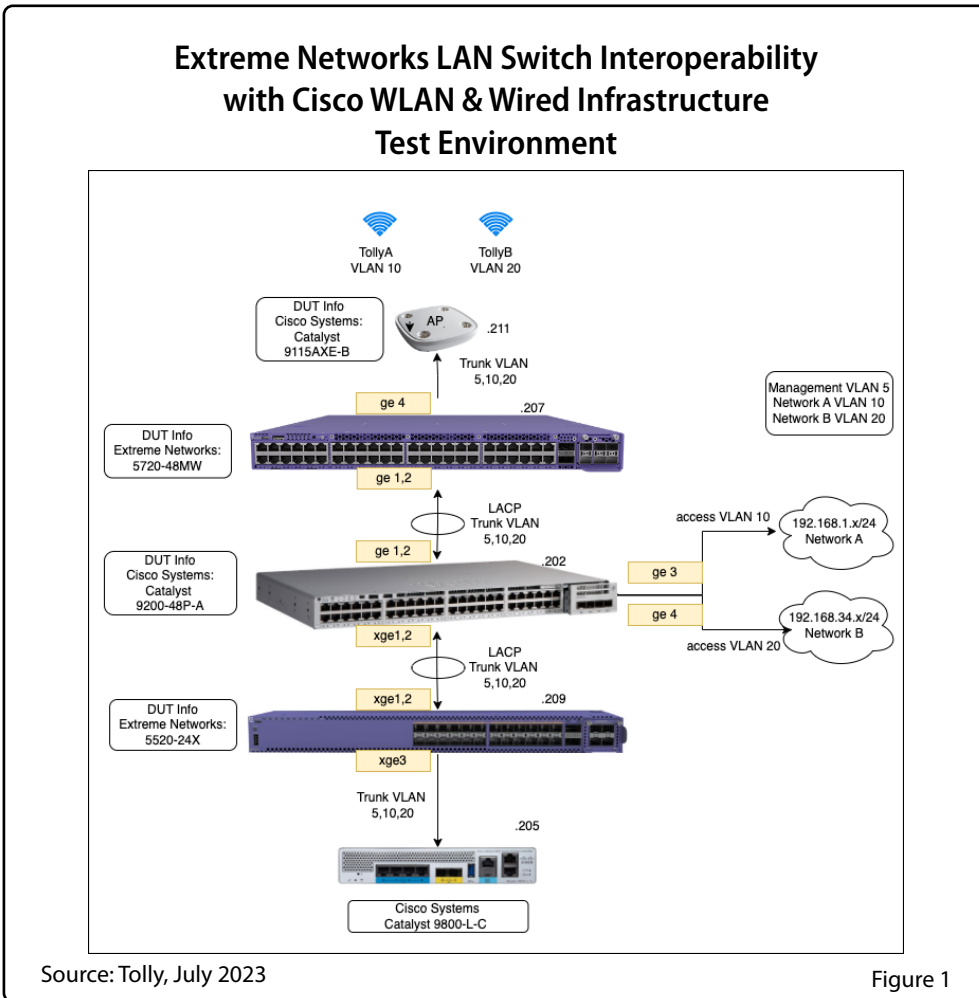 Extreme Networks LAN Switch Interoperability
with Cisco WLAN & Wired Infrastructure
Test Environment
TollyA
VLAN 10
TollyB
VLAN 20
DUT Info
Cisco Systems:
Catalyst
9115AXE-B
AP
.211
Trunk VLAN
5,10,20
Management VLAN 5
Network A VLAN 10
Network B VLAN 20
ge 4
.207
DUT Info
Extreme Networks:
5720-48MW
ge 1,2
LACP
Trunk VLAN
5,10,20
access VLAN 10
192.168.1.x/24
Network A
ge 1,2
.202
DUT Info
Cisco Systems:
Catalyst
9200-48P-A
ge 3
ge 4
192.168.34.x/24
Network B
access VLAN 20
xge1,2
LACP
Trunk VLAN
5,10,20
xge1,2
.209
DUT Info
Extreme Networks:
5520-24X
xge3
Trunk VLAN
5,10,20
.205
Cisco Systems
Catalyst 9800-L-C
Source: Tolly, July 2023
Figure 1